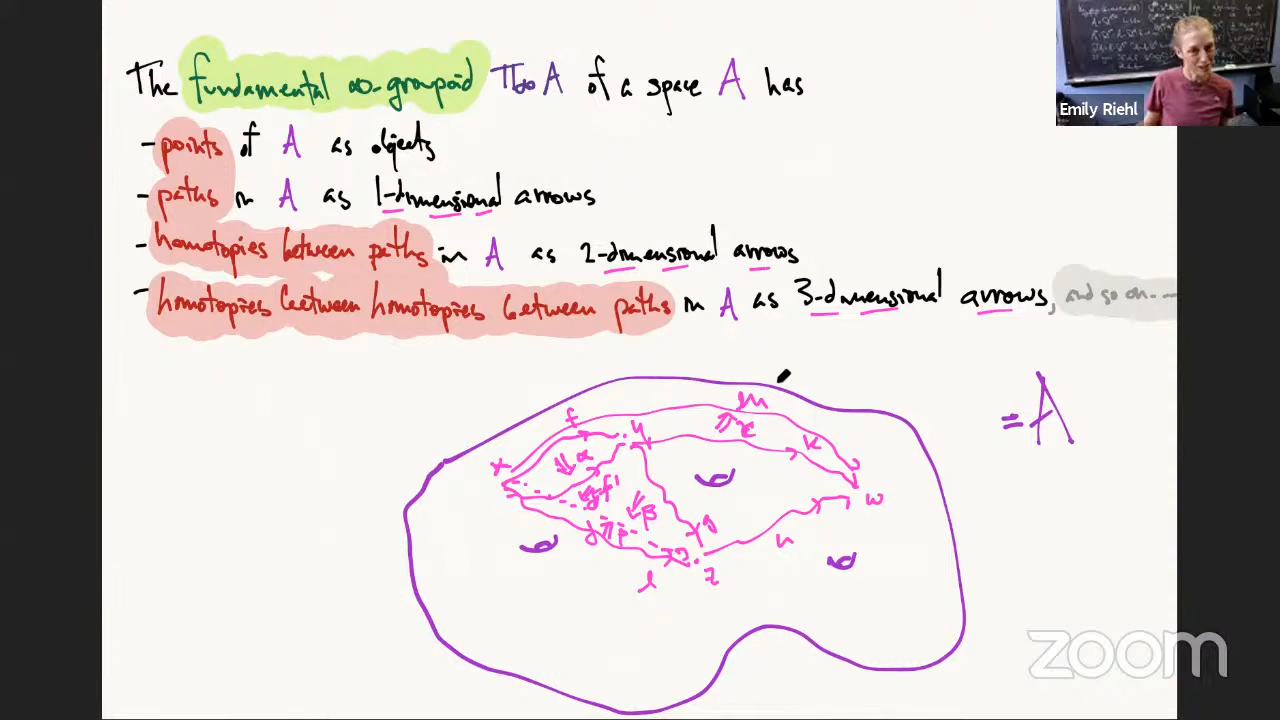 The fundamental ∞-groupoid Π∞A of a space A has
- points of A as objects
- paths in A as 1-dimensional arrows
- homotopies between paths in A as 2-dimensional arrows
- homotopies between homotopies between paths in A as 3-dimensional arrows, and so on....
Emily Riehl
= A
m
f
y
k
x
α
f'
β
w
g
l
z
zoom